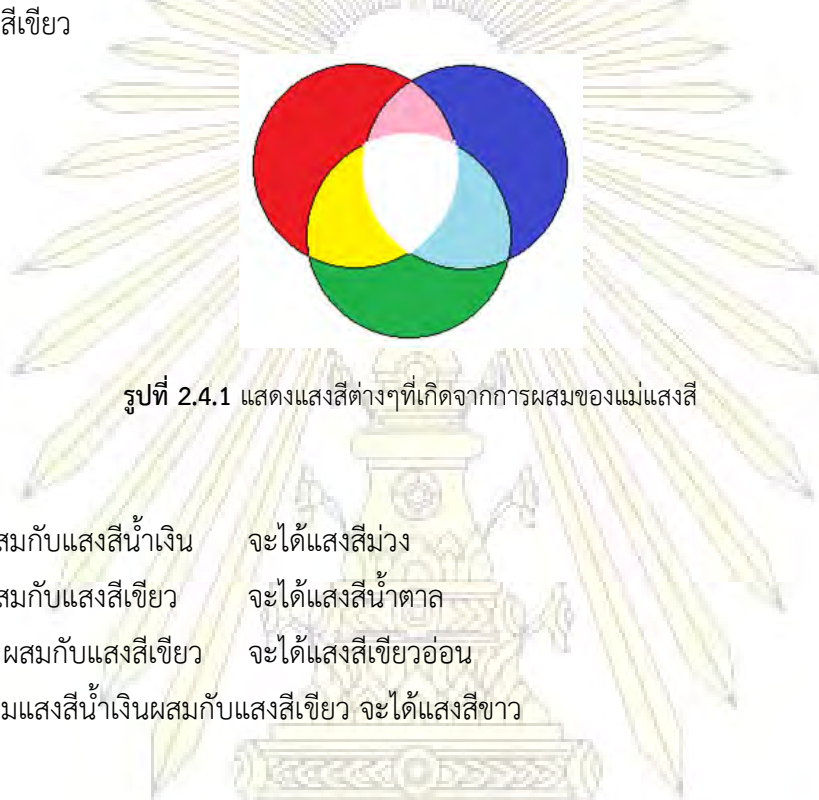 สีเขียว
รูปที่ 2.4.1 แสดงแสงสีต่างๆที่เกิดจากการผสมของแม่แสงสี
สมกับแสงสีน้ำเงิน จะได้แสงสีม่วง
สมกับแสงสีเขียว จะได้แสงสีน้ำตาล
ผสมกับแสงสีเขียว จะได้แสงสีเขียวอ่อน
มแสงสีน้ำเงินผสมกับแสงสีเขียว จะได้แสงสีขาว